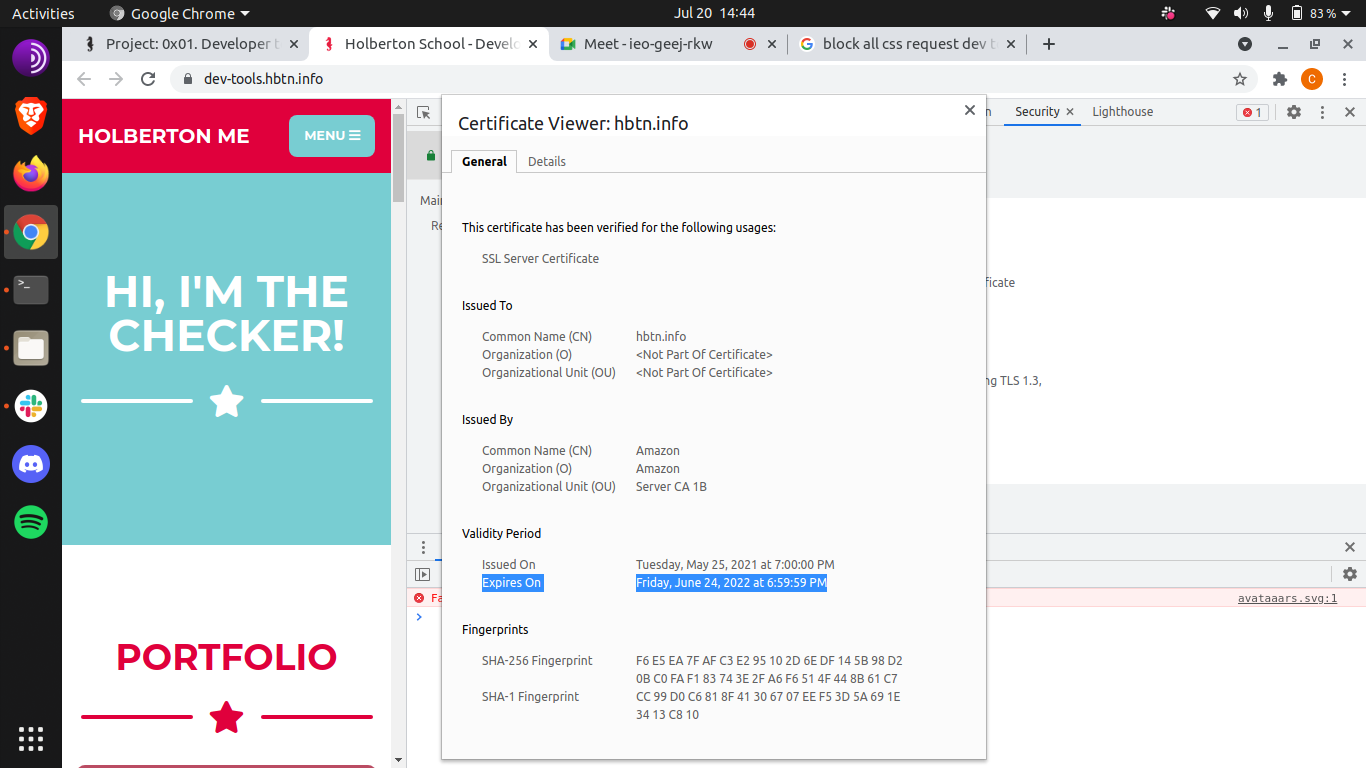 Activities
Google Chrome
Jul 20 14:44
83 %
Project: 0x01. Developer t
Holberton School - Develo
Meet - ieo-geej-rkw
block all css request dev t
dev-tools.hbtn.info
C
HOLBERTON ME
MENU
HI, I'M THE
CHECKER!
PORTFOLIO
Security
Lighthouse
1
Certificate Viewer: hbtn.info
General
Details
This certificate has been verified for the following usages:
SSL Server Certificate
Issued To
Common Name (CN) hbtn.info
Organization (O) <Not Part Of Certificate>
Organizational Unit (OU) <Not Part Of Certificate>
Issued By
Common Name (CN) Amazon
Organization (O) Amazon
Organizational Unit (OU) Server CA 1B
Validity Period
Issued On Tuesday, May 25, 2021 at 7:00:00 PM
Expires On Friday, June 24, 2022 at 6:59:59 PM
Fingerprints
SHA-256 Fingerprint F6 E5 EA 7F AF C3 E2 95 10 2D 6E DF 14 5B 98 D2
0B C0 FA F1 83 74 3E 2F A6 F6 51 4F 44 8B 61 C7
SHA-1 Fingerprint CC 99 D0 C6 81 8F 41 30 67 07 EE F5 3D 5A 69 1E
34 13 C8 10
Mai
Re
ficate
ng TLS 1.3,
Fa
avataaars.svg:1